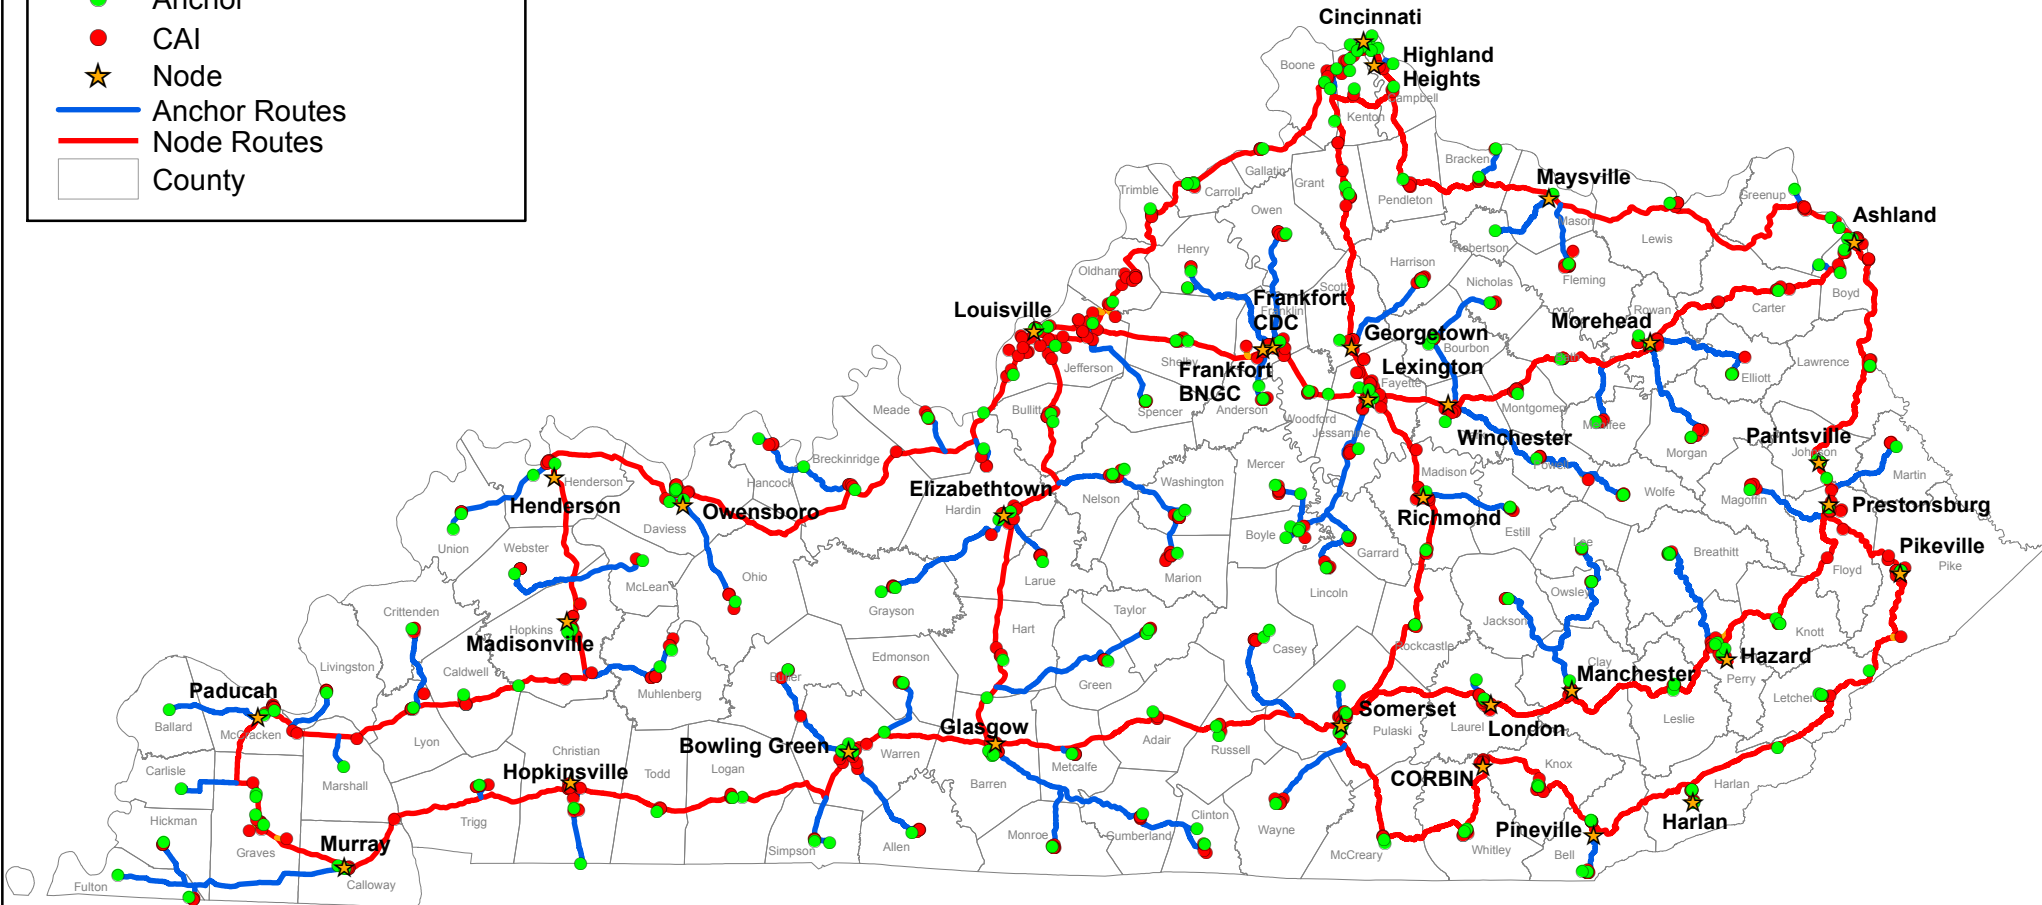 Anchor
CAI
Node
Anchor Routes
Node Routes
County
Cincinnati
Highland
Heights
Boone
Campbell
Kenton
Bracken
Maysville
Gallatin
Grant
Trimble
Carroll
Pendleton
Greenup
Owen
Mason
Ashland
Henry
Robertson
Lewis
Oldham
Harrison
Nicholas
Fleming
Scott
Boyd
Louisville
Frankfort
CDC
Franklin
Rowan
Carter
Morehead
Georgetown
Bourbon
Shelby
Jefferson
Frankfort
BNGC
Lexington
Fayette
Bath
Lawrence
Elliott
Spencer
Anderson
Woodford
Montgomery
Meade
Bullitt
Jessamine
Winchester
Menifee
Morgan
Paintsville
Johnson
Breckinridge
Mercer
Madison
Powell
Martin
Henderson
Hancock
Elizabethtown
Nelson
Washington
Wolfe
Magoffin
Henderson
Owensboro
Hardin
Richmond
Prestonsburg
Daviess
Boyle
Estill
Union
Webster
Garrard
Lee
Breathitt
Pikeville
Pike
McLean
Ohio
Larue
Marion
Floyd
Grayson
Lincoln
Owsley
Crittenden
Taylor
Jackson
Hopkins
Hart
Knott
Madisonville
Casey
Rockcastle
Livingston
Caldwell
Edmonson
Hazard
Clay
Manchester
Perry
Butler
Muhlenberg
Green
Paducah
Letcher
Ballard
McCracken
Somerset
Leslie
Lyon
Bowling Green
Glasgow
Adair
Russell
Pulaski
Laurel
London
Christian
Warren
Carlisle
Hopkinsville
Todd
Logan
Metcalfe
CORBIN
Knox
Marshall
Barren
Harlan
Hickman
Trigg
Harlan
Monroe
Cumberland
Clinton
Wayne
Pineville
Murray
Graves
Simpson
Allen
McCreary
Whitley
Bell
Fulton
Calloway